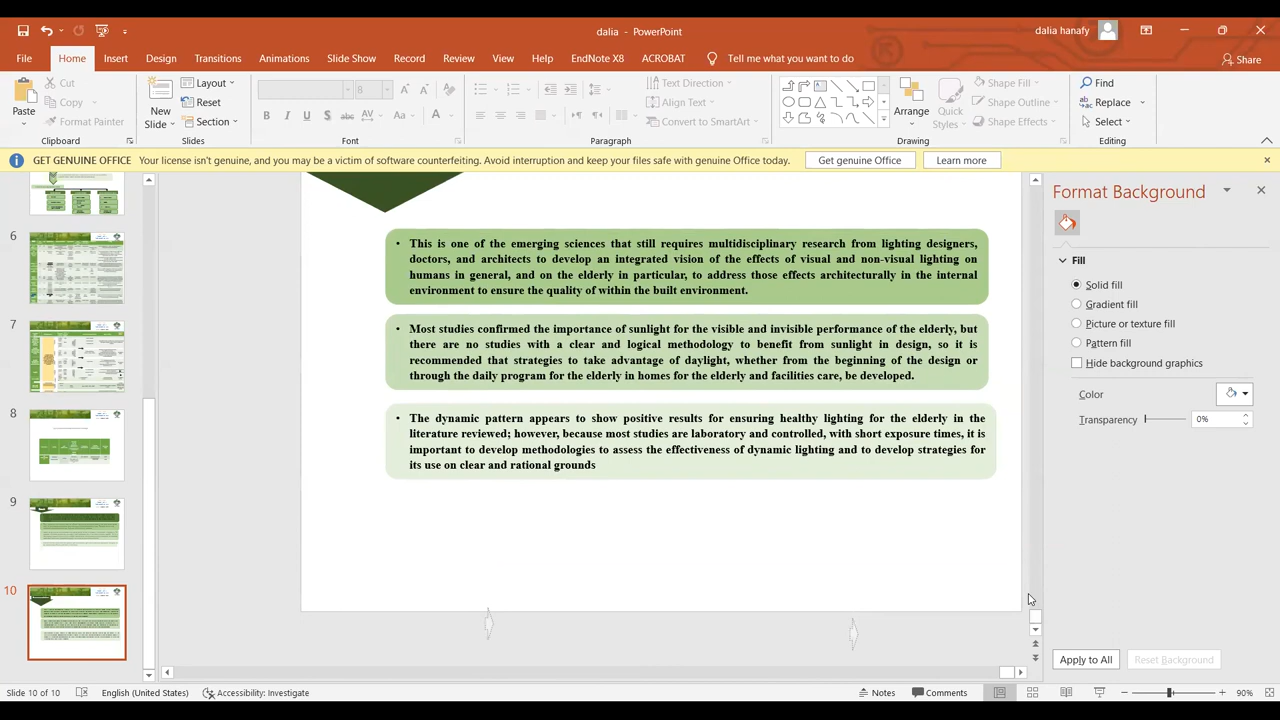 dalia - PowerPoint
dalia hanafy
File Home Insert Design Transitions Animations Slide Show Record Review View Help EndNote X8 ACROBAT Tell me what you want to do Share
Paste
Cut
Copy
Format Painter
Clipboard
New
Slide
Layout
Reset
Section
Slides
Font
Text Direction
Align Text
Convert to SmartArt
Paragraph
Arrange
Quick
Styles
Shape Fill
Shape Outline
Shape Effects
Drawing
Find
Replace
Select
Editing
GET GENUINE OFFICE Your license isn't genuine, and you may be a victim of software counterfeiting. Avoid interruption and keep your files safe with genuine Office today. Get genuine Office Learn more
6
7
8
9
10
• This is one of the emerging sciences that still requires multidisciplinary research from lighting designers,
doctors, and architects to develop an integrated vision of the effects of visual and non-visual lighting on
humans in general, and on the elderly in particular, to address those effects architecturally in the internal
environment to ensure the quality of within the built environment.
• Most studies confirmed the importance of sunlight for the visible and invisible performance of the elderly, but
there are no studies with a clear and logical methodology to benefit from sunlight in design, so it is
recommended that strategies to take advantage of daylight, whether from the beginning of the design or
through the daily program for the elderly in homes for the elderly and facilities care, be developed.
• The dynamic pattern appears to show positive results for ensuring healthy lighting for the elderly in the
literature reviewed; however, because most studies are laboratory and controlled, with short exposure times, it is
important to develop methodologies to assess the effectiveness of dynamic lighting and to develop strategies for
its use on clear and rational grounds
Format Background
Fill
Solid fill
Gradient fill
Picture or texture fill
Pattern fill
Hide background graphics
Color
Transparency 0%
Apply to All Reset Background
Slide 10 of 10 English (United States) Accessibility: Investigate Notes Comments 90%